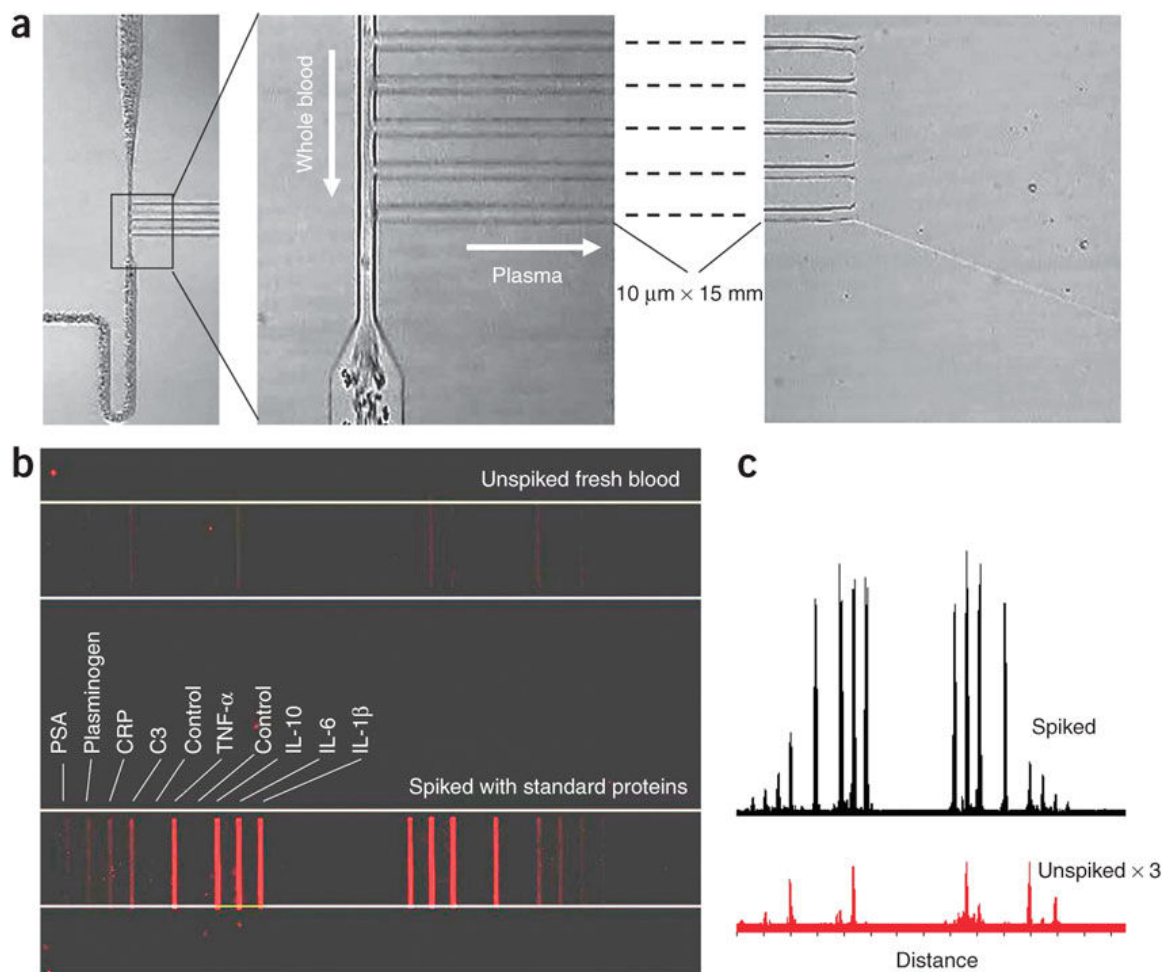 a
Whole blood
Plasma
10 μm × 15 mm
b
Unspiked fresh blood
PSA
Plasminogen
CRP
C3
Control
TNF-α
Control
IL-10
IL-6
IL-1β
Spiked with standard proteins
c
Spiked
Unspiked × 3
Distance